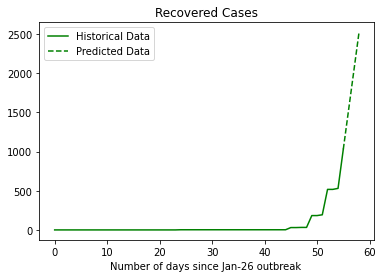 Recovered Cases
Historical Data
Predicted Data
2500
2000
1500
1000
500
0
0 10 20 30 40 50 60
Number of days since Jan-26 outbreak